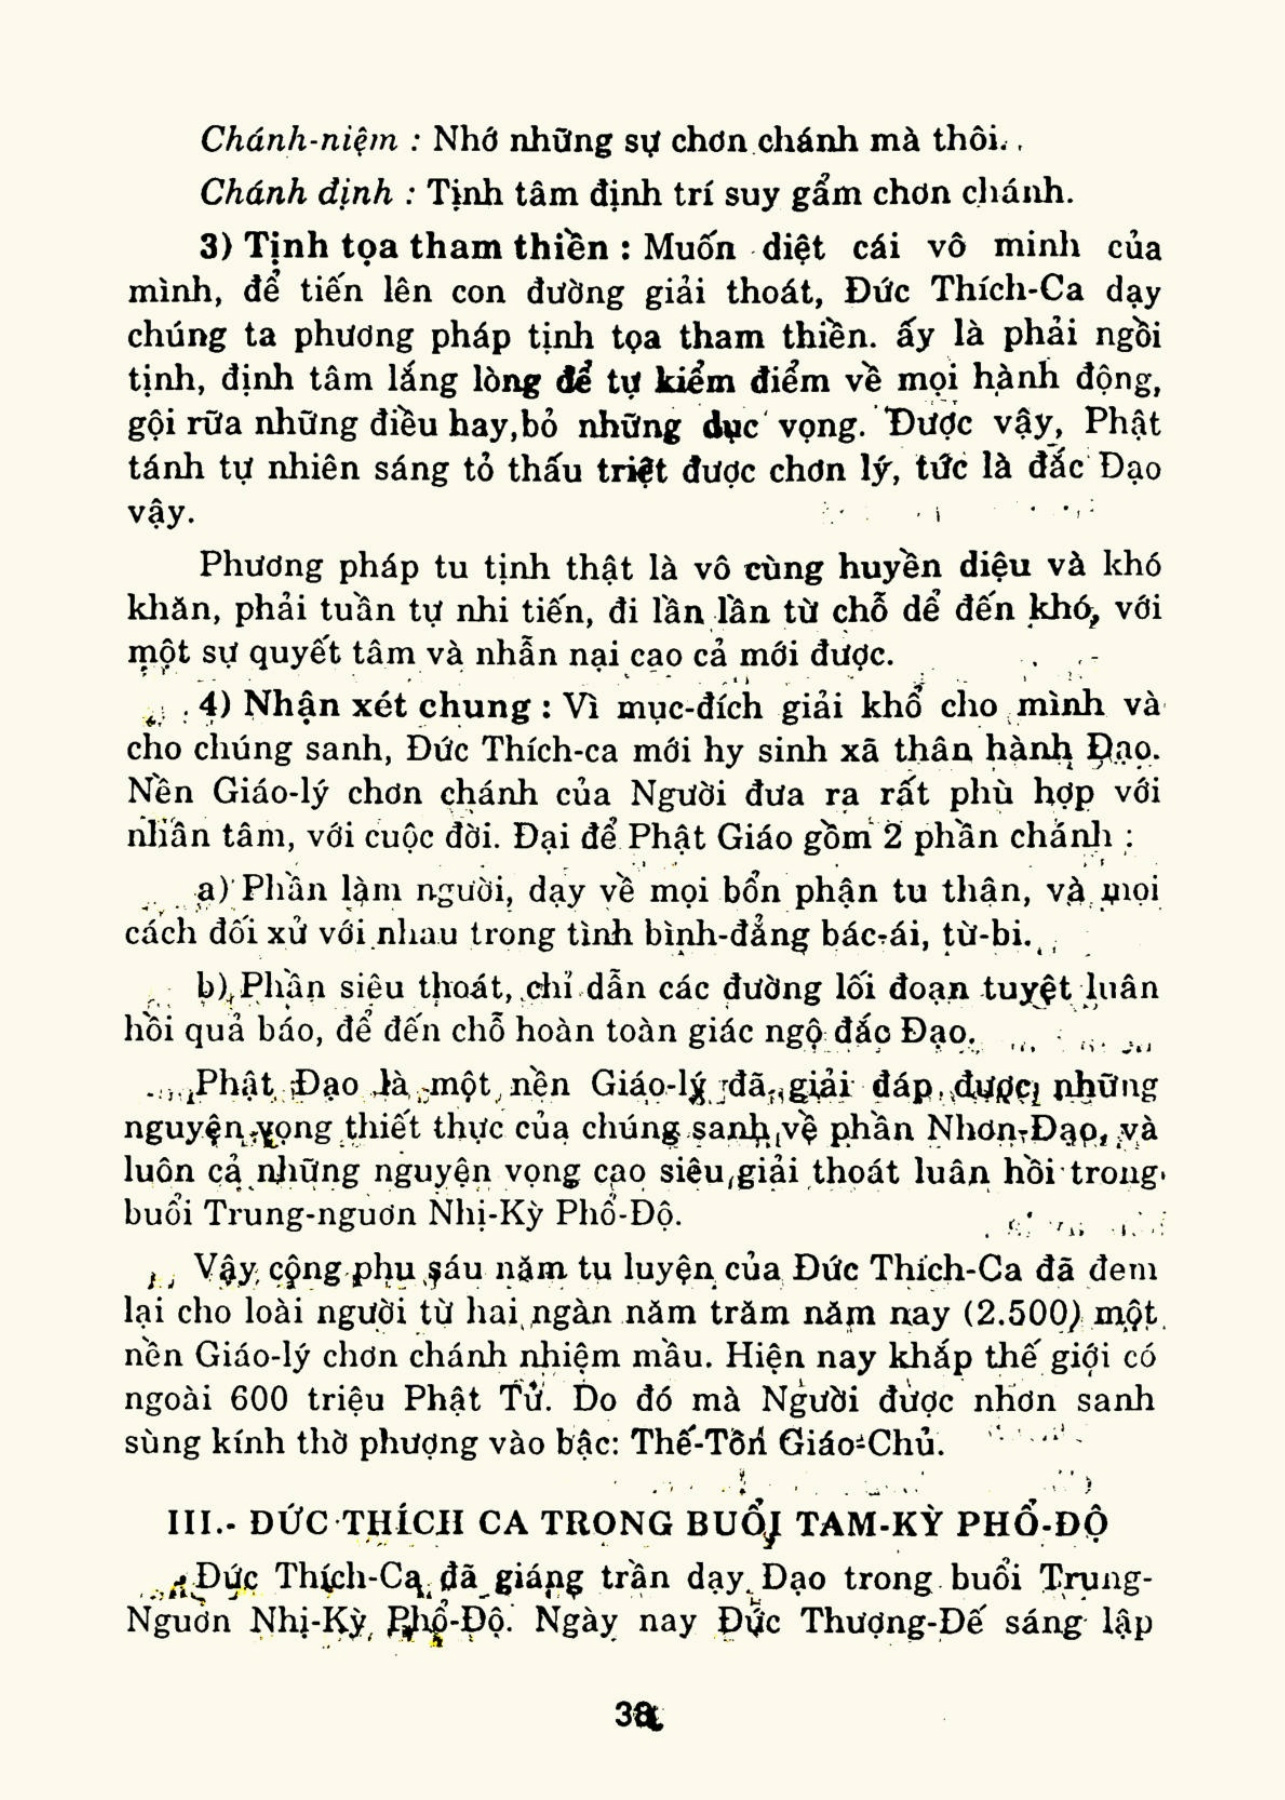 Chánh-niệm : Nhớ những sự chơn chánh mà thôi.
Chánh định : Tịnh tâm định trí suy gẩm chơn chánh.
3) Tịnh tọa tham thiền : Muốn diệt cái vô minh của
mình, để tiến lên con đường giải thoát, Đức Thích-Ca dạy
chúng ta phương pháp tịnh tọa tham thiền. ấy là phải ngồi
tịnh, định tâm lắng lòng để tự kiểm điểm về mọi hành động,
gội rữa những điều hay,bỏ những dục vọng. Được vậy, Phật
tánh tự nhiên sáng tỏ thấu triệt được chơn lý, tức là đắc Đạo
vậy.
Phương pháp tu tịnh thật là vô cùng huyền diệu và khó
khăn, phải tuần tự nhi tiến, đi lần lần từ chỗ dể đến khó, với
một sự quyết tâm và nhẫn nại cao cả mới được.
4) Nhận xét chung : Vì mục-đích giải khổ cho mình và
cho chúng sanh, Đức Thích-ca mới hy sinh xã thân hành Đạo.
Nền Giáo-lý chơn chánh của Người đưa ra rất phù hợp với
nhân tâm, với cuộc đời. Đại để Phật Giáo gồm 2 phần chánh :
a) Phần làm người, dạy về mọi bổn phận tu thân, và mọi
cách đối xử với nhau trong tình bình-đẳng bác-ái, từ-bi.
b) Phần siêu thoát, chỉ dẫn các đường lối đoạn tuyệt luân
hồi quả báo, để đến chỗ hoàn toàn giác ngộ đắc Đạo.
Phật Đạo là một nền Giáo-lý đã giải đáp được những
nguyện vọng thiết thực của chúng sanh về phần Nhơn-Đạo, và
luôn cả những nguyện vọng cao siêu giải thoát luân hồi trong
buổi Trung-nguơn Nhị-Kỳ Phổ-Độ.
Vậy công phu sáu năm tu luyện của Đức Thích-Ca đã đem
lại cho loài người từ hai ngàn năm trăm năm nay (2.500) một
nền Giáo-lý chơn chánh nhiệm mầu. Hiện nay khắp thế giới có
ngoài 600 triệu Phật Tử. Do đó mà Người được nhơn sanh
sùng kính thờ phượng vào bậc: Thế-Tôn Giáo-Chủ.
III.- ĐỨC THÍCH CA TRONG BUỔI TAM-KỲ PHỔ-ĐỘ
Đức Thích-Ca đã giáng trần dạy Đạo trong buổi Trung-
Nguơn Nhị-Kỳ Phổ-Độ. Ngày nay Đức Thượng-Đế sáng lập
38